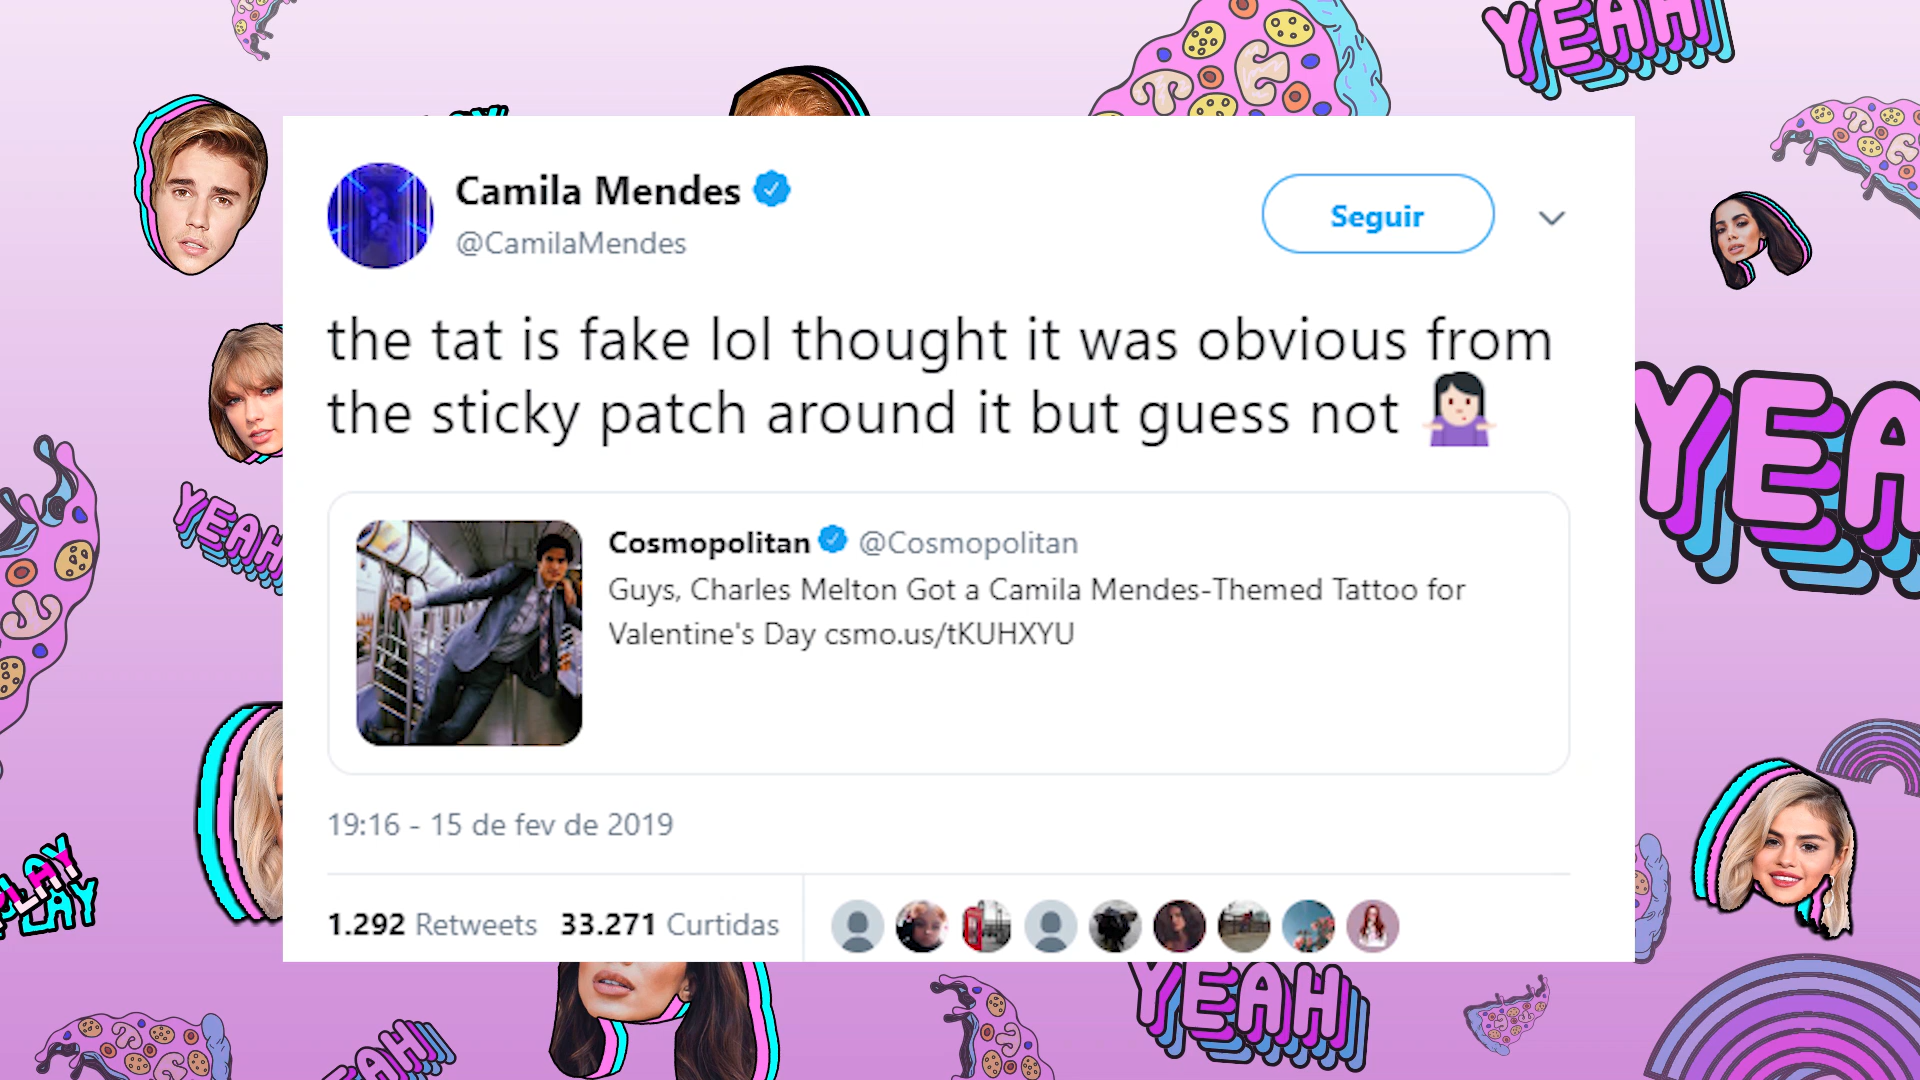 YEAH
Camila Mendes
@CamilaMendes
Seguir
the tat is fake lol thought it was obvious from
the sticky patch around it but guess not
Cosmopolitan @Cosmopolitan
Guys, Charles Melton Got a Camila Mendes-Themed Tattoo for
Valentine's Day csmo.us/tKUHXYU
19:16 - 15 de fev de 2019
1.292 Retweets 33.271 Curtidas
YEAH
YEA
PLAY
LAY
YEAH
EAH!